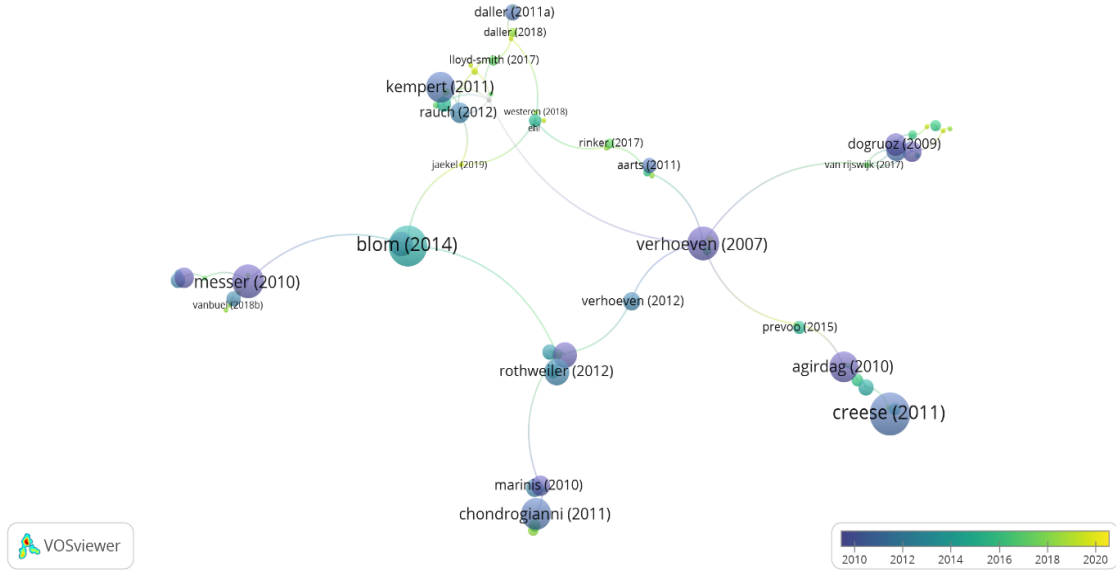 daller (2011a)
daller (2018)
lloyd-smith (2017)
kempert (2011)
rauch (2012)
westeren (2018)
ehl
rinker (2017)
dogruoz (2009)
jaekel (2019)
aarts (2011)
van rijswijk (2017)
blom (2014)
verhoeven (2007)
messer (2010)
vanbuel (2018b)
verhoeven (2012)
prevoo (2015)
rothweiler (2012)
agirdag (2010)
creese (2011)
marinis (2010)
chondrogianni (2011)
VOSviewer
2010 2012 2014 2016 2018 2020